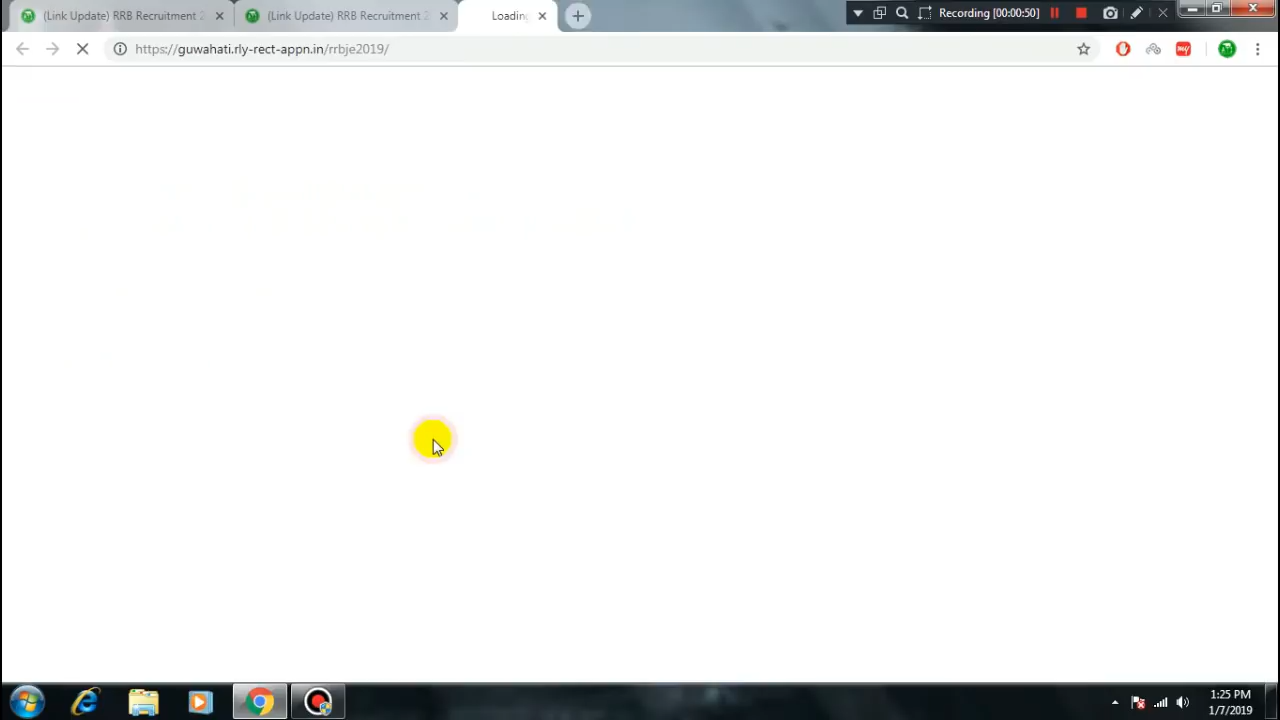 (Link Update) RRB Recruitment 2
(Link Update) RRB Recruitment 2
Loading
Recording [00:00:50]
https://guwahati.rly-rect-appn.in/rrbje2019/
1:25 PM
1/7/2019